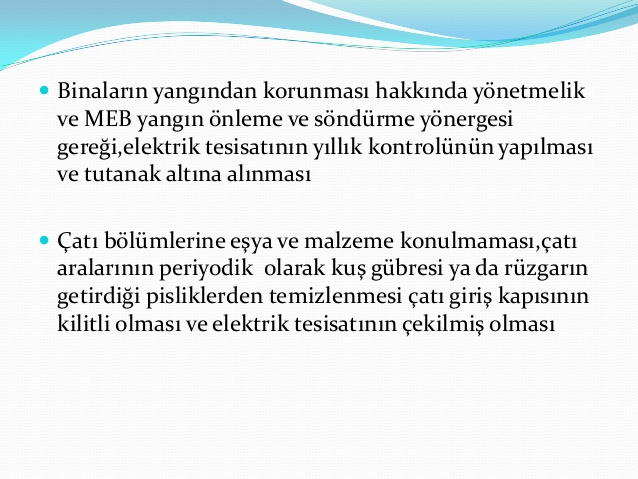 • Binaların yangından korunması hakkında yönetmelik
ve MEB yangın önleme ve söndürme yönergesi
gereği,elektrik tesisatının yıllık kontrolünün yapılması
ve tutanak altına alınması
• Çatı bölümlerine eşya ve malzeme konulmaması,çatı
aralarının periyodik  olarak kuş gübresi ya da rüzgarın
getirdiği pisliklerden temizlenmesi çatı giriş kapısının
kilitli olması ve elektrik tesisatının çekilmiş olması